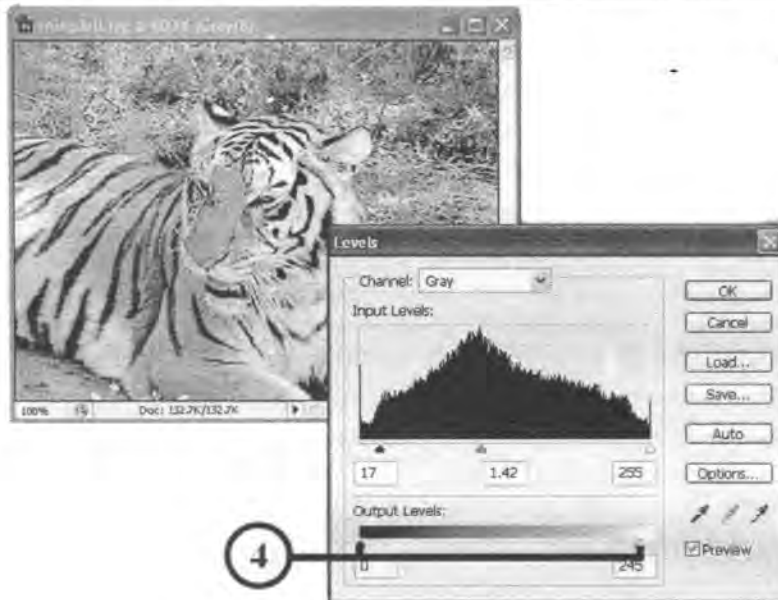 100% Doc: 132.7K/132.7K
Levels
Channel: Gray
Input Levels:
17 1.42 255
Output Levels:
0 245
OK
Cancel
Load...
Save...
Auto
Options...
Preview
4